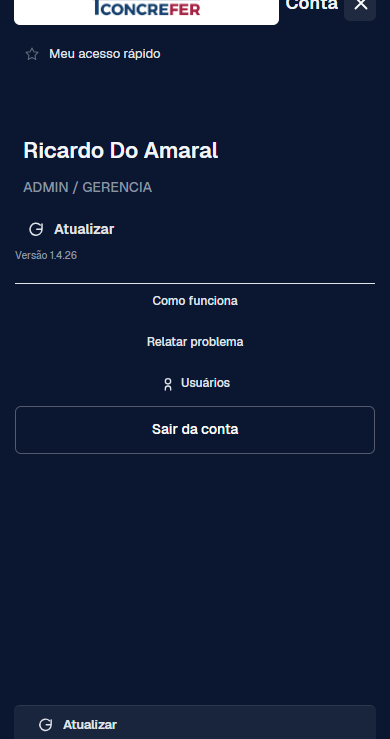 CONCREFER
Conta
Meu acesso rápido
Ricardo Do Amaral
ADMIN / GERENCIA
Atualizar
Versão 1.4.26
Como funciona
Relatar problema
Usuários
Sair da conta
Atualizar